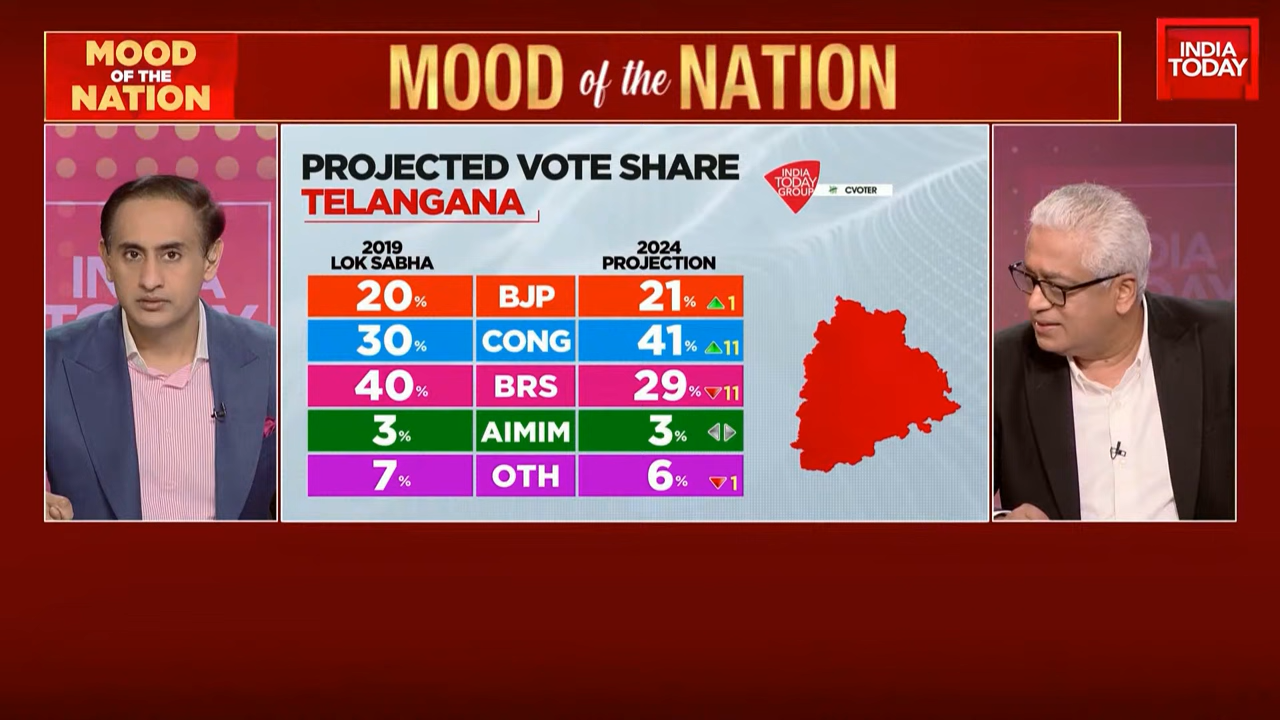 MOOD
OF THE
NATION
MOOD of the NATION
INDIA
TODAY
PROJECTED VOTE SHARE
TELANGANA
INDIA
TODAY
GROUP
CVOTER
2019
LOK SABHA
2024
PROJECTION
20% BJP 21% 1
30% CONG 41% 11
40% BRS 29% 11
3% AIMIM 3%
7% OTH 6% 1